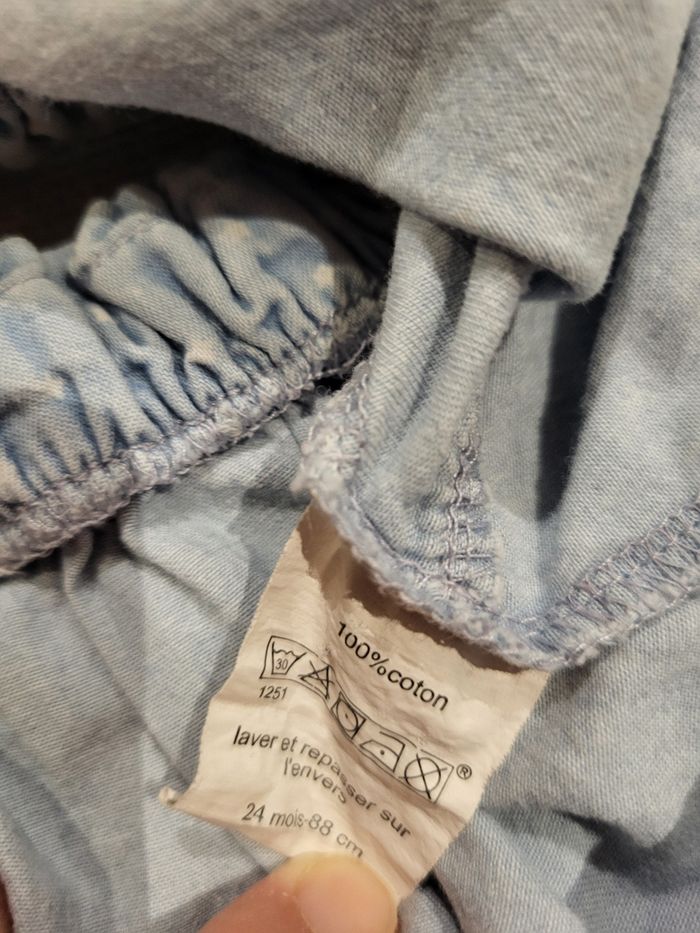 100%coton
30
®
1251
laver et repasser sur
l'envers
24 mois-88 cm